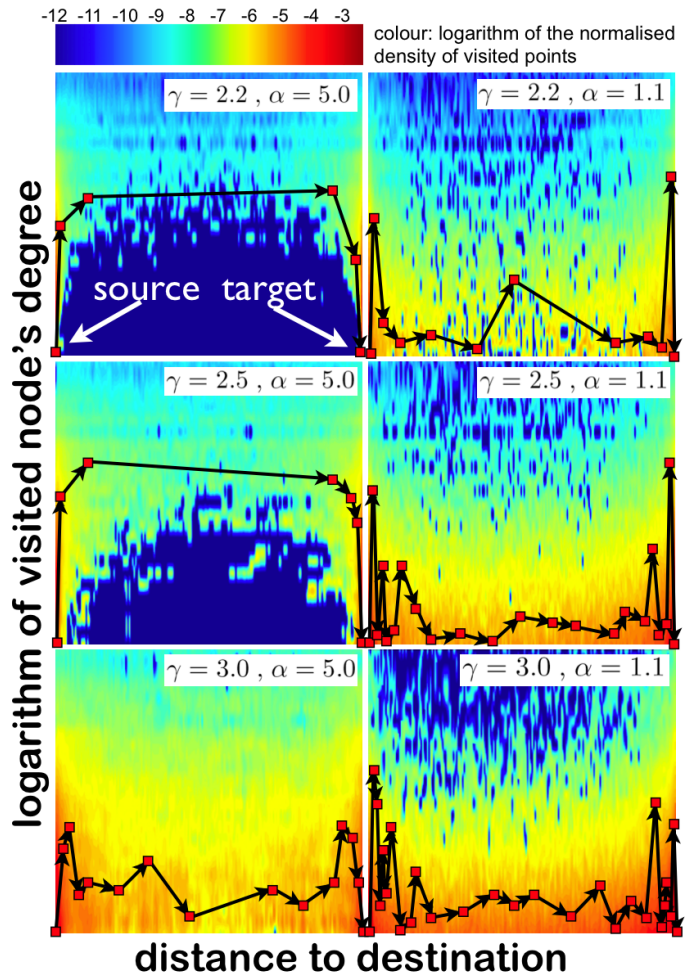 -12 -11 -10 -9 -8 -7 -6 -5 -4 -3
colour: logarithm of the normalised
density of visited points
γ = 2.2 , α = 5.0
γ = 2.2 , α = 1.1
source target
γ = 2.5 , α = 5.0
γ = 2.5 , α = 1.1
γ = 3.0 , α = 5.0
γ = 3.0 , α = 1.1
logarithm of visited node's degree
distance to destination